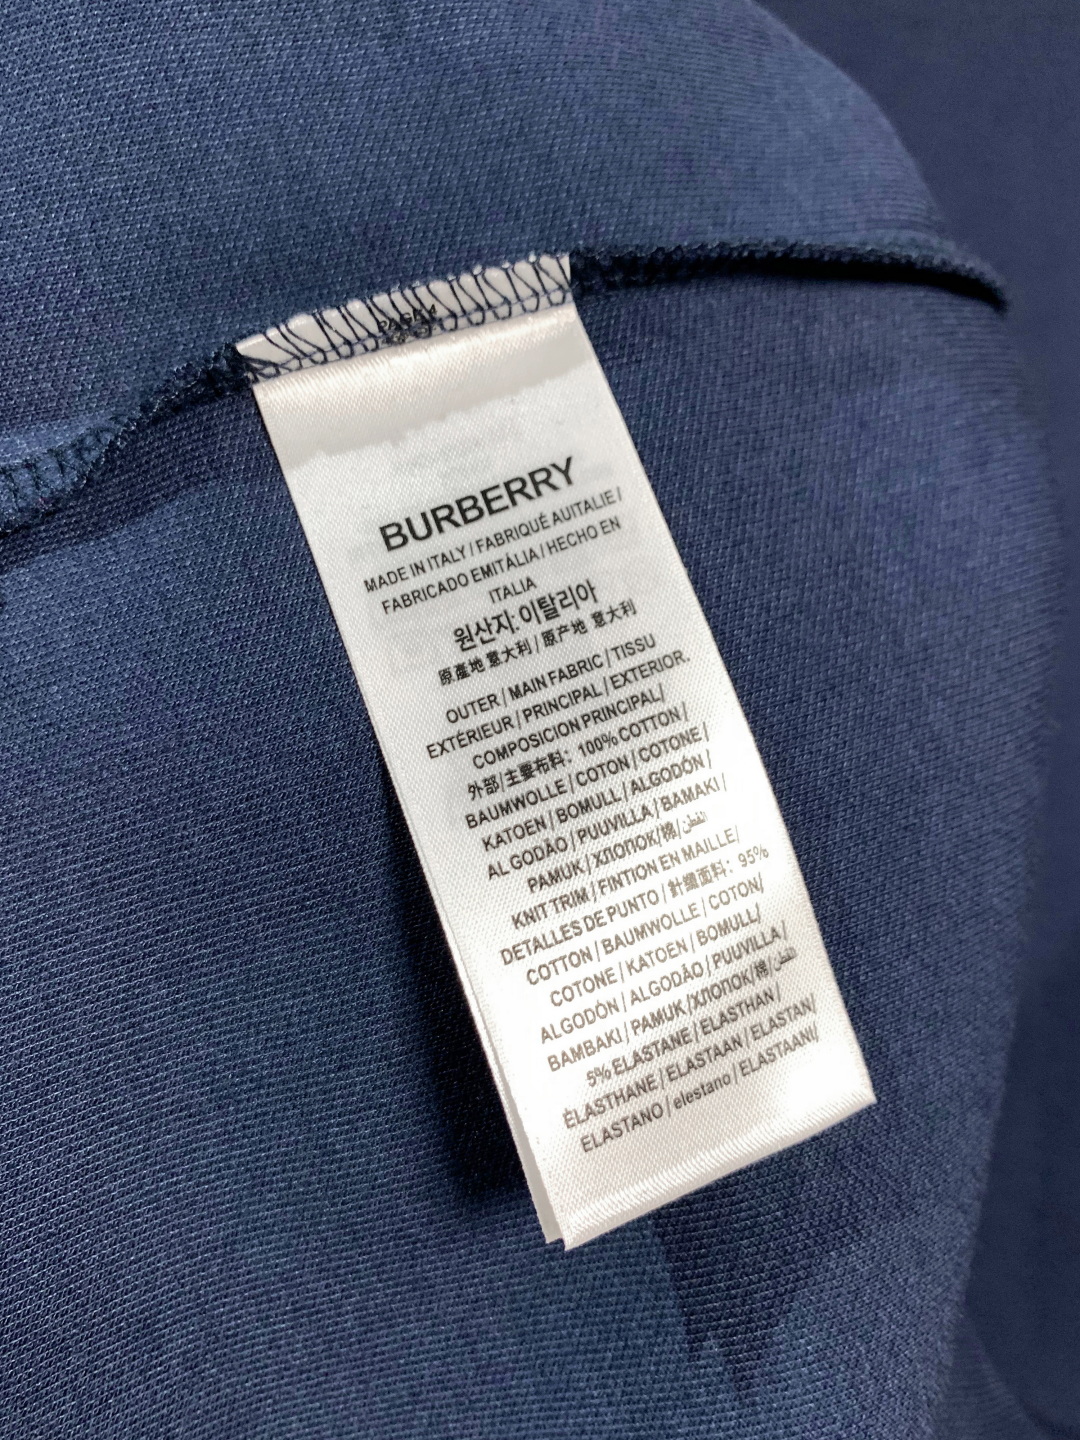 PAGA 4
BURBERRY
MADE IN ITALY / FABRIQUÉ AUITALIE /
FABRICADO EMITÀLIA / HECHO EN
ITALIA
원산지: 이탈리아
原產地 意大利 / 原产地 意大利
OUTER / MAIN FABRIC / TISSU
EXTÉRIEUR / PRINCIPAL / EXTERIOR.
COMPOSICION PRINCIPAL/
外部/主要布料: 100% COTTON /
BAUMWOLLE / COTON / COTONE /
KATOEN / BOMULL / ALGODÓN /
ALGODÃO / PUUVILLA / BAMAKI /
PAMUK / ХЛОПОК/棉/القطن
KNIT TRIM / FINTION EN MAILLE /
DETALLES DE PUNTO / 針織面料: 95%
COTTON / BAUMWOLLE / COTON/
COTONE / KATOEN / BOMULL/
ALGODÓN / ALGODÃO / PUUVILLA /
BAMBAKI / PAMUK / ХЛОПОК/棉/القطن
5% ELASTANE / ELASTHAN /
ÉLASTHANE / ELASTAAN / ELASTAN/
ELASTANO / elestano / ELASTAANI/